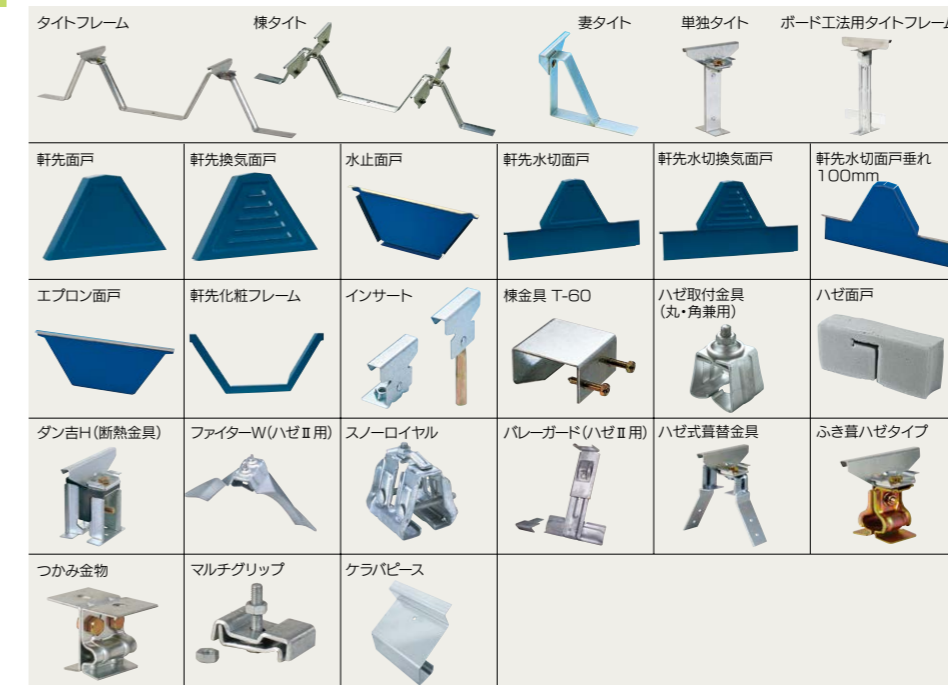 タイトフレーム
棟タイト
妻タイト
単独タイト
ボード工法用タイトフレーム
軒先面戸
軒先換気面戸
水止面戸
軒先水切面戸
軒先水切換気面戸
軒先水切面戸垂れ
100mm
エプロン面戸
軒先化粧フレーム
インサート
棟金具 T-60
ハゼ取付金具
(丸・角兼用)
ハゼ面戸
ダン吉H(断熱金具)
ファイターW(ハゼⅡ用)
スノーロイヤル
バレーガード(ハゼⅡ用)
ハゼ式葺替金具
ふき葺ハゼタイプ
つかみ金物
マルチグリップ
ケラバピース